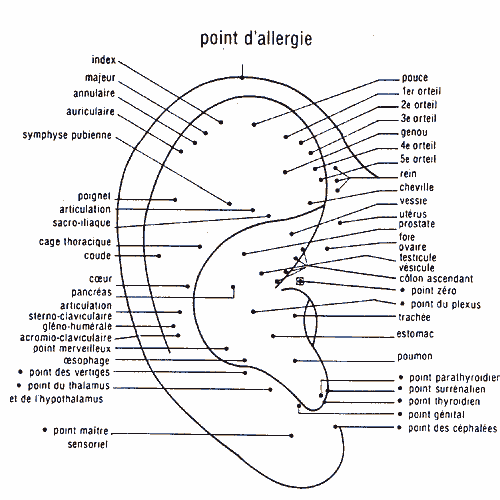 point d'allergie
index
majeur
annulaire
auriculaire
symphyse pubienne
poignet
articulation
sacro-iliaque
cage thoracique
coude
cœur
pancréas
articulation
sterno-claviculaire
gléno-humérale
acromio-claviculaire
point merveilleux
œsophage
• point des vertiges
• point du thalamus
et de l'hypothalamus
• point maître
sensoriel
pouce
1er orteil
2e orteil
3e orteil
genou
4e orteil
5e orteil
rein
cheville
vessie
utérus
prostate
foie
ovaire
testicule
vésicule
côlon ascendant
• point zéro
• point du plexus
trachée
estomac
poumon
• point parathyroïdien
• point surrénalien
• point thyroïdien
• point génital
• point des céphalées